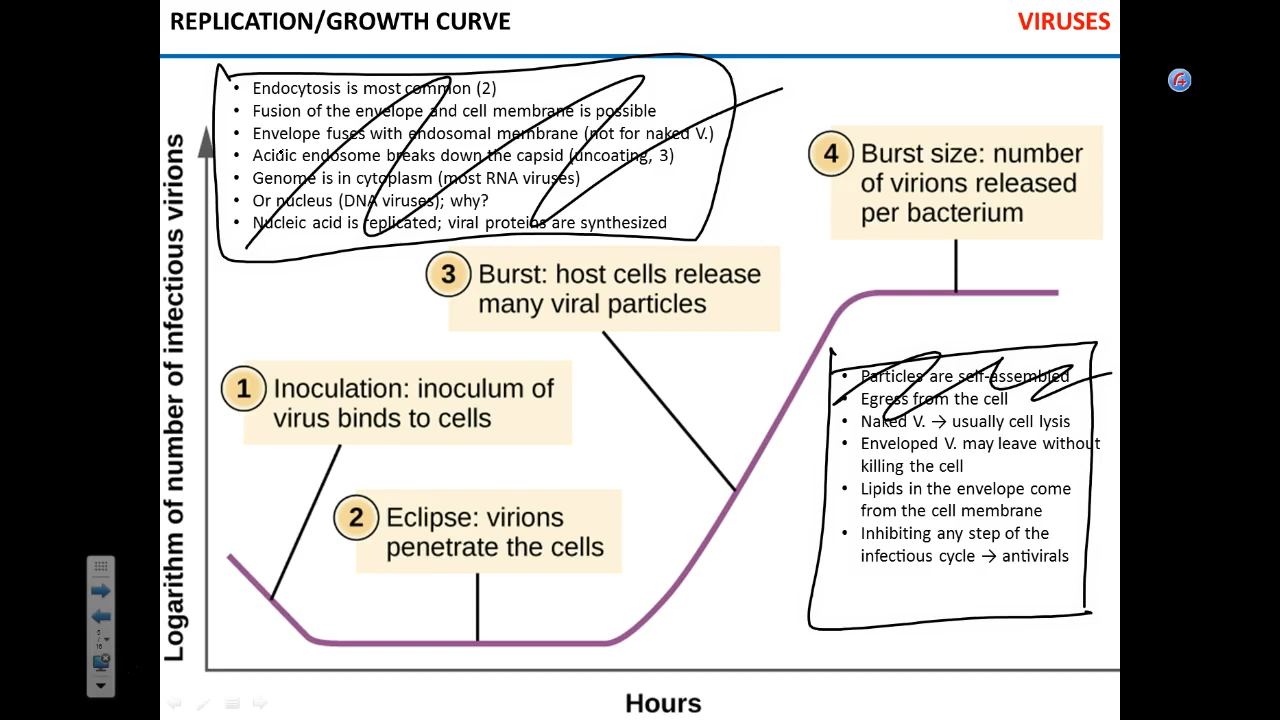 REPLICATION/GROWTH CURVE
VIRUSES
• Endocytosis is most common (2)
• Fusion of the envelope and cell membrane is possible
• Envelope fuses with endosomal membrane (not for naked V.)
• Acidic endosome breaks down the capsid (uncoating, 3)
• Genome is in cytoplasm (most RNA viruses)
• Or nucleus (DNA viruses); why?
• Nucleic acid is replicated; viral proteins are synthesized
Logarithm of number of infectious virions
4 Burst size: number
of virions released
per bacterium
3 Burst: host cells release
many viral particles
1 Inoculation: inoculum of
virus binds to cells
2 Eclipse: virions
penetrate the cells
• Particles are self-assembled
• Egress from the cell
• Naked V. → usually cell lysis
• Enveloped V. may leave without
killing the cell
• Lipids in the envelope come
from the cell membrane
• Inhibiting any step of the
infectious cycle → antivirals
Hours